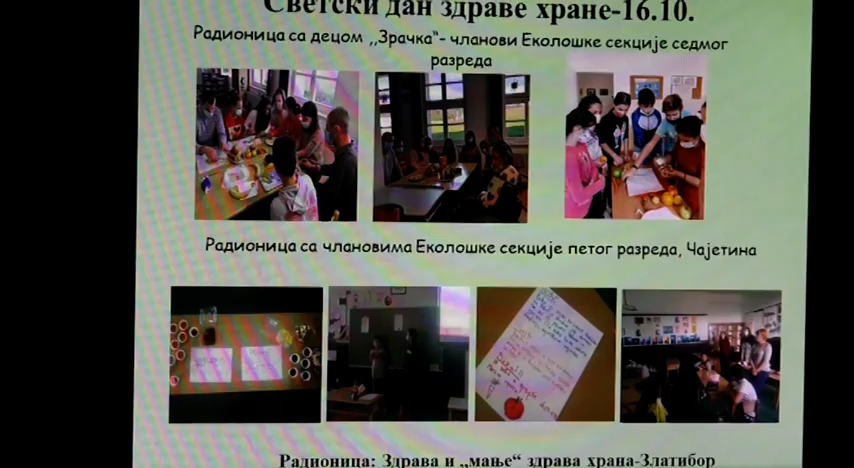 Светски дан здраве хране-16.10.
Радионица са децом ,,Зрачка“- чланови Еколошке секције седмог
разреда
Радионица са члановима Еколошке секције петог разреда, Чајетина
Радионица: Здрава и „мање“ здрава храна-Златибор